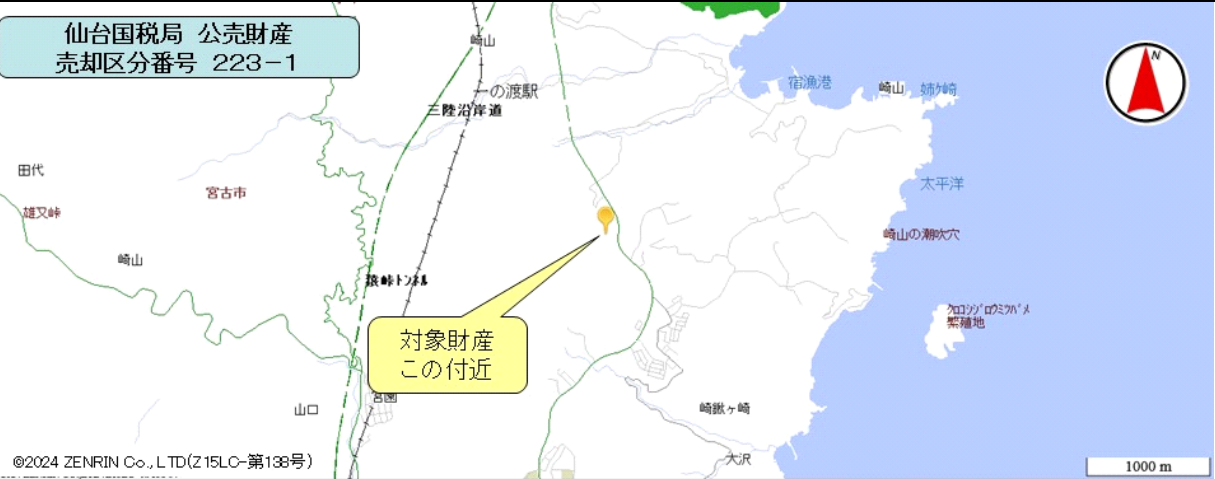 仙台国税局 公売財産
売却区分番号 223-1
崎山
一の渡駅
三陸沿岸道
宿漁港
崎山
姉ケ崎
N
田代
宮古市
太平洋
雄又峠
崎山の潮吹穴
崎山
猿峠トンネル
クロコシジロウミツバメ
繁殖地
対象財産
この付近
山口
宮園
崎鍬ヶ崎
大沢
©2024 ZENRIN Co., LTD(Z15LC-第138号)
1000 m